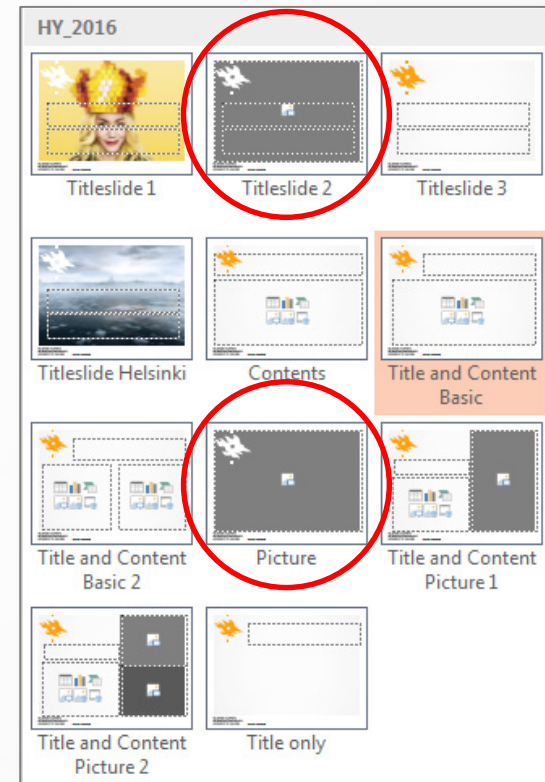 HY_2016
Titleslide 1
Titleslide 2
Titleslide 3
Titleslide Helsinki
Contents
Title and Content
Basic
Title and Content
Basic 2
Picture
Title and Content
Picture 1
Title and Content
Picture 2
Title only